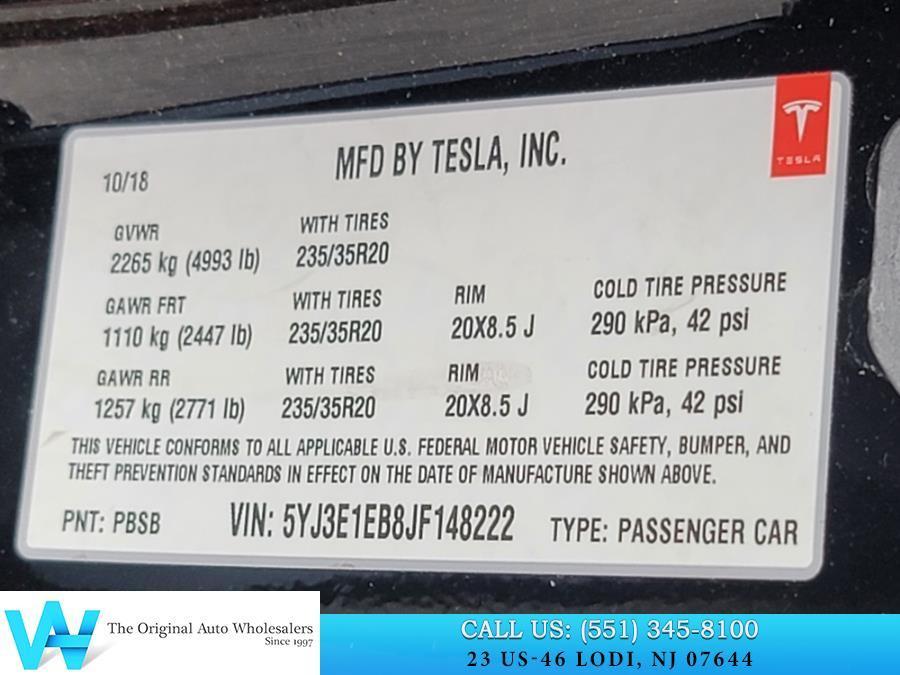 TESLA
MFD BY TESLA, INC.
10/18
GVWR WITH TIRES
2265 kg (4993 lb) 235/35R20
GAWR FRT WITH TIRES RIM COLD TIRE PRESSURE
1110 kg (2447 lb) 235/35R20 20X8.5 J 290 kPa, 42 psi
GAWR RR WITH TIRES RIM COLD TIRE PRESSURE
1257 kg (2771 lb) 235/35R20 20X8.5 J 290 kPa, 42 psi
THIS VEHICLE CONFORMS TO ALL APPLICABLE U.S. FEDERAL MOTOR VEHICLE SAFETY, BUMPER, AND
THEFT PREVENTION STANDARDS IN EFFECT ON THE DATE OF MANUFACTURE SHOWN ABOVE.
PNT: PBSB VIN: 5YJ3E1EB8JF148222 TYPE: PASSENGER CAR
The Original Auto Wholesalers
Since 1997
CALL US: (551) 345-8100
23 US-46 LODI, NJ 07644